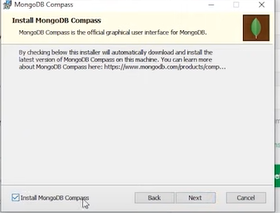 MongoDB Compass
Install MongoDB Compass
MongoDB Compass is the official graphical user interface for MongoDB.
By checking below this installer will automatically download and install the
latest version of MongoDB Compass on this machine. You can learn more
about MongoDB Compass here: https://www.mongodb.com/products/comp...
Install MongoDB Compass
Back
Next
Cancel